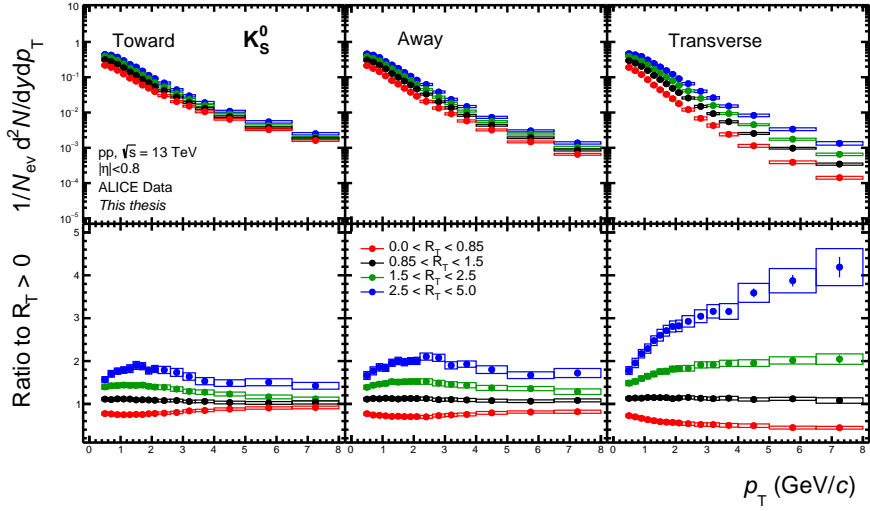 1/N_ev d²N/dydp_T
1
10⁻¹
10⁻²
10⁻³
10⁻⁴
10⁻⁵
Toward
K⁰_S
Away
Transverse
pp, √s = 13 TeV
|η|<0.8
ALICE Data
This thesis
Ratio to R_T > 0
5
4
3
2
1
0.0 < R_T < 0.85
0.85 < R_T < 1.5
1.5 < R_T < 2.5
2.5 < R_T < 5.0
0 1 2 3 4 5 6 7 8
0 1 2 3 4 5 6 7 8
0 1 2 3 4 5 6 7 8
p_T (GeV/c)